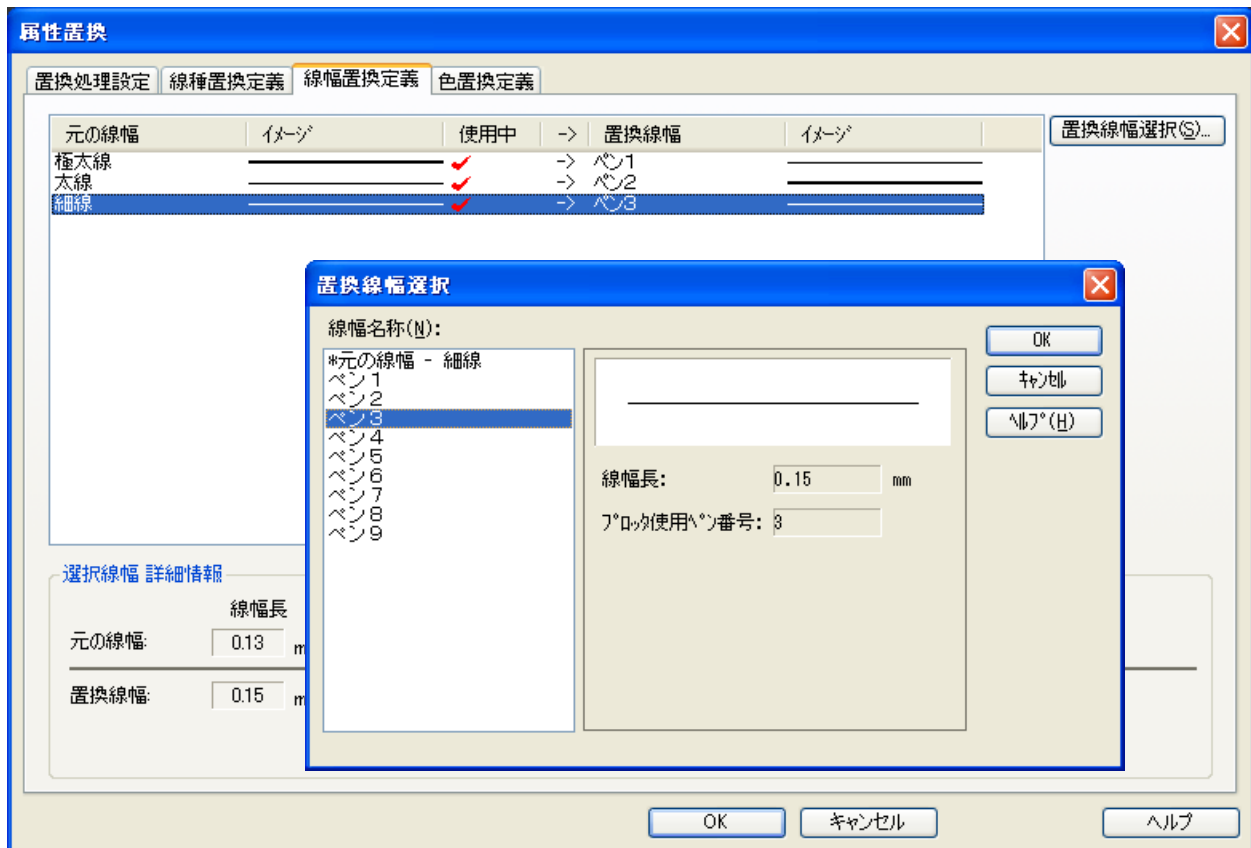 属性置換
置換処理設定 線種置換定義 線幅置換定義 色置換定義
元の線幅 ｲﾒｰｼﾞ 使用中 -> 置換線幅 ｲﾒｰｼﾞ 置換線幅選択(S)...
極太線 -> ペン1
太線 -> ペン2
細線 -> ペン3
置換線幅選択
線幅名称(N):
*元の線幅 - 細線
ペン１
ペン２
ペン３
ペン４
ペン５
ペン６
ペン７
ペン８
ペン９
OK
ｷｬﾝｾﾙ
ﾍﾙﾌﾟ(H)
線幅長: 0.15 mm
ﾌﾟﾛｯﾀ使用ﾍﾟﾝ番号: 3
選択線幅 詳細情報
線幅長
元の線幅: 0.13 m
置換線幅: 0.15 m
OK キャンセル ヘルプ